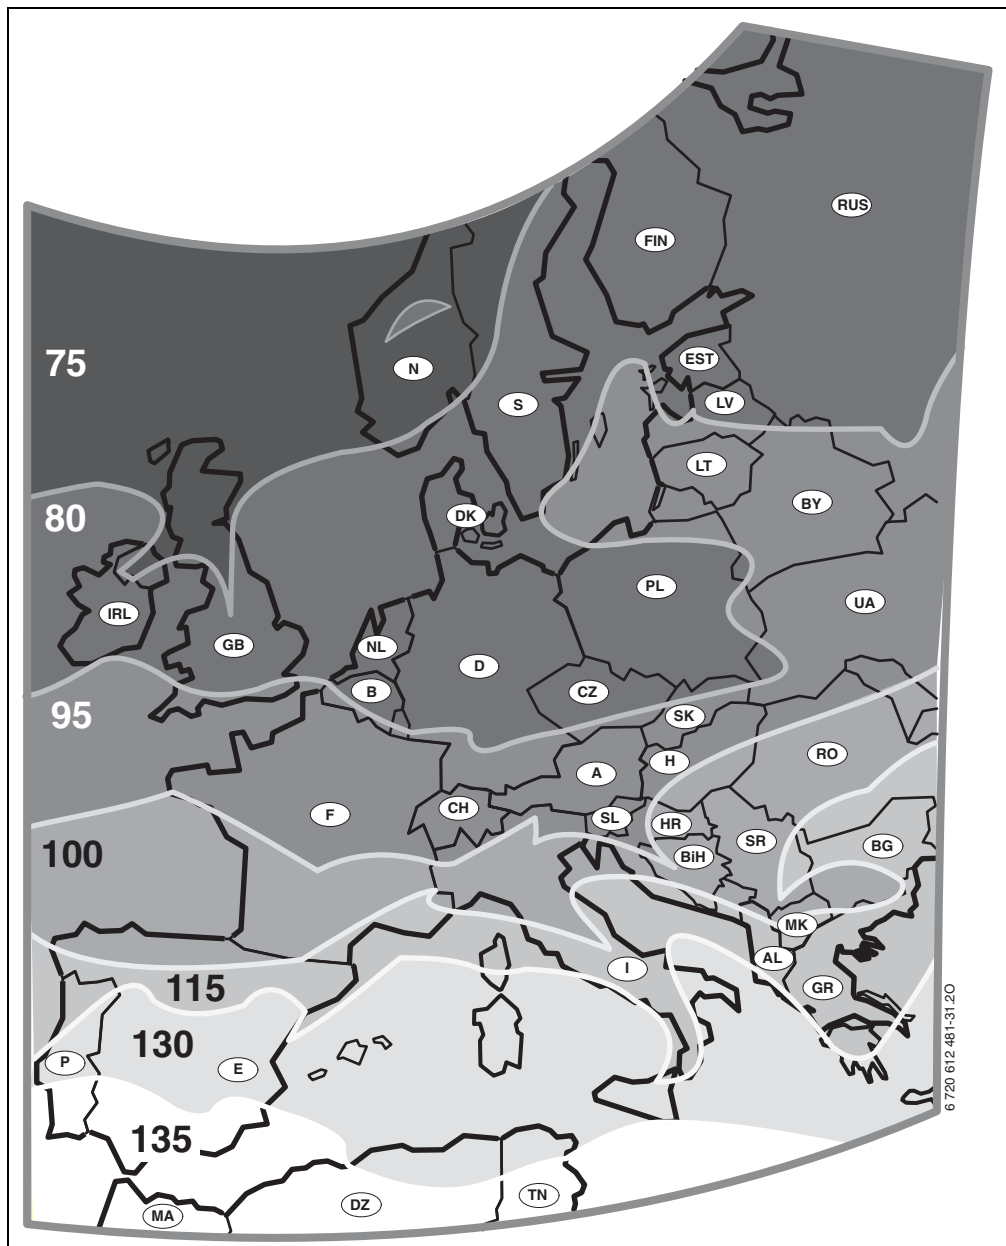 RUS
FIN
75
N
EST
S
LV
LT
80
DK
BY
PL
IRL
UA
GB
NL
D
B
CZ
95
SK
RO
H
A
CH
F
SL
HR
SR
100
BiH
BG
MK
AL
I
115
GR
130
P
E
6 720 612 481-31.2O
135
TN
DZ
MA